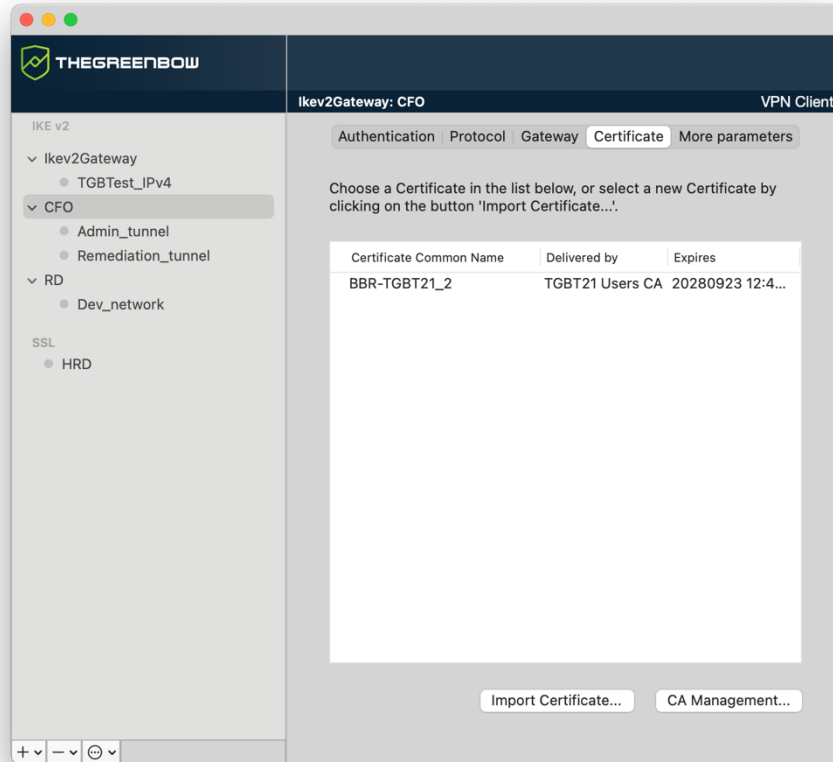 THEGREENBOW
Ikev2Gateway: CFO
VPN Client
IKE v2
Ikev2Gateway
TGBTest_IPv4
CFO
Admin_tunnel
Remediation_tunnel
RD
Dev_network
SSL
HRD
Authentication Protocol Gateway Certificate More parameters
Choose a Certificate in the list below, or select a new Certificate by
clicking on the button 'Import Certificate...'.
Certificate Common Name Delivered by Expires
BBR-TGBT21_2 TGBT21 Users CA 20280923 12:4...
Import Certificate... CA Management...